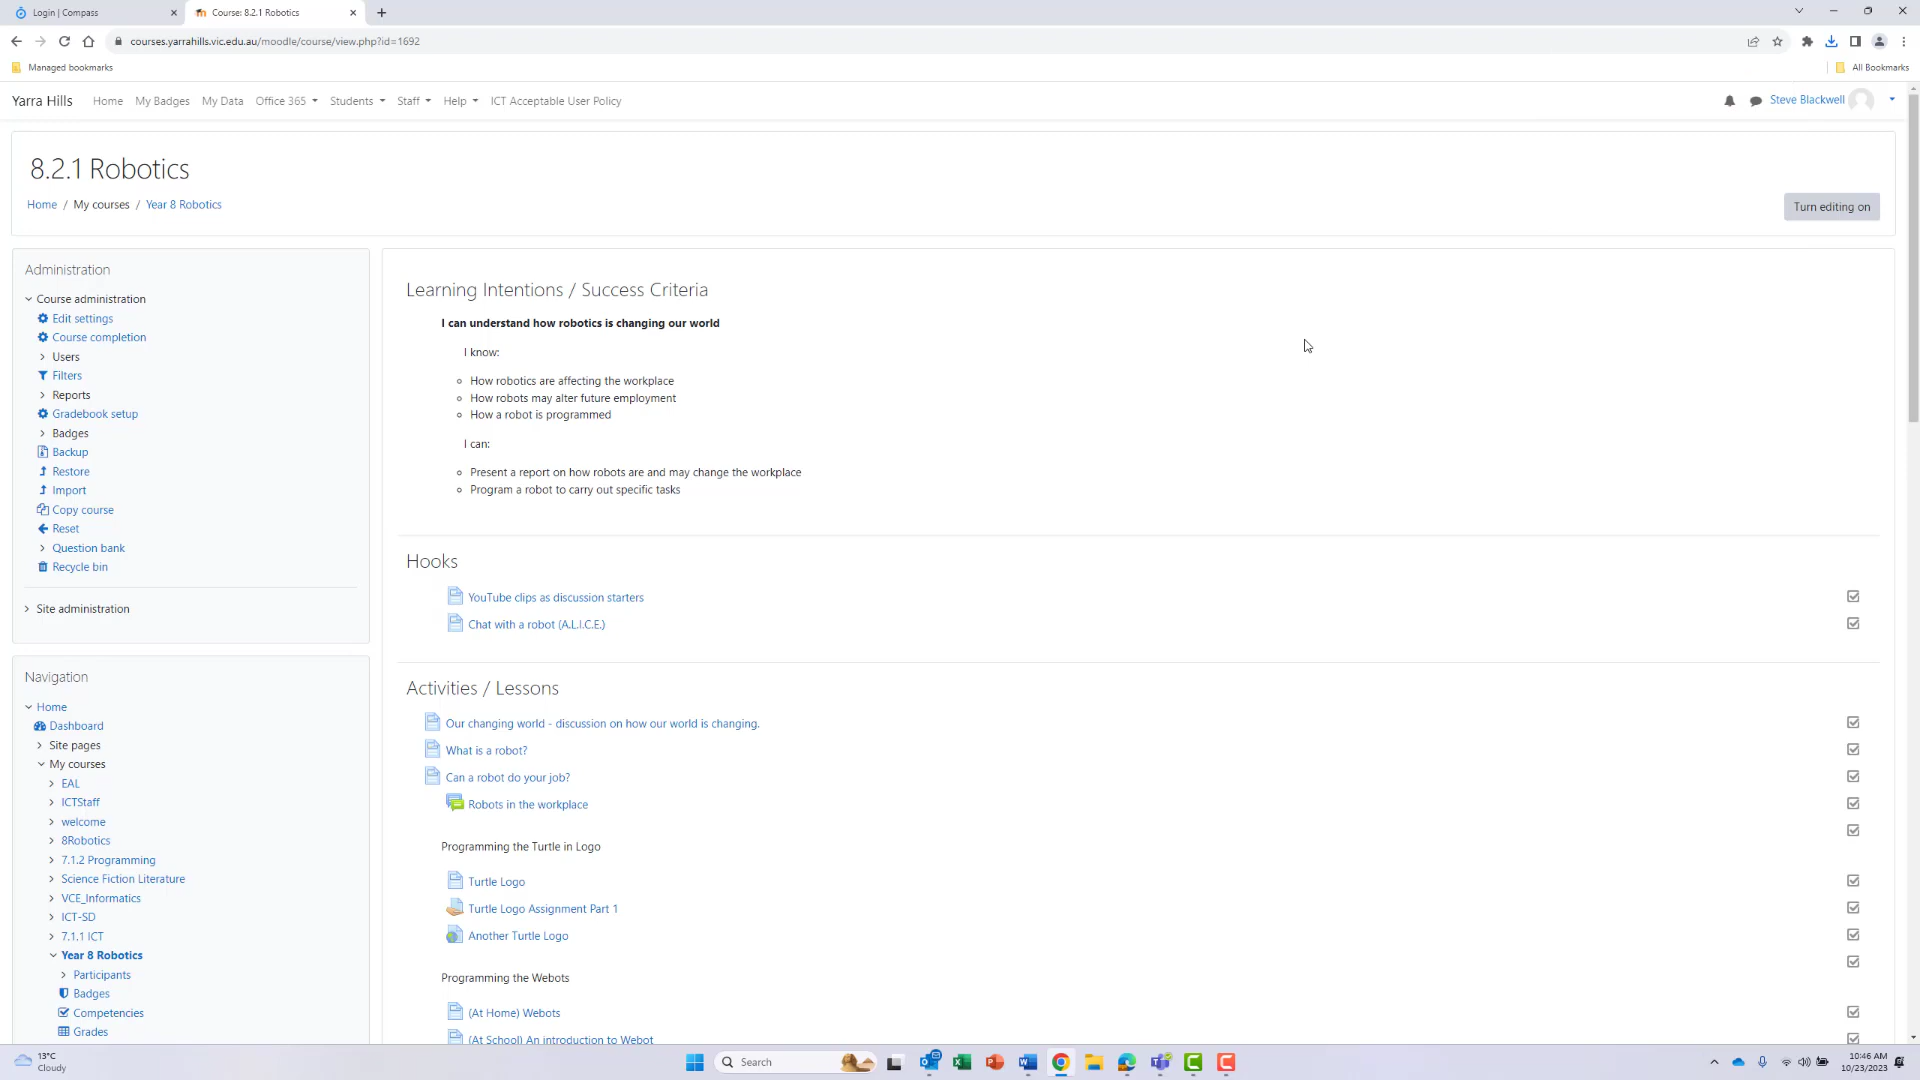 Login | Compass
Course: 8.2.1 Robotics
courses.yarrahills.vic.edu.au/moodle/course/view.php?id=1692
Managed bookmarks
All Bookmarks
Yarra Hills Home My Badges My Data Office 365 Students Staff Help ICT Acceptable User Policy
Steve Blackwell
8.2.1 Robotics
Home / My courses / Year 8 Robotics
Turn editing on
Administration
Course administration
Edit settings
Course completion
Users
Filters
Reports
Gradebook setup
Badges
Backup
Restore
Import
Copy course
Reset
Question bank
Recycle bin
Site administration
Navigation
Home
Dashboard
Site pages
My courses
EAL
ICTStaff
welcome
8Robotics
7.1.2 Programming
Science Fiction Literature
VCE_Informatics
ICT-SD
7.1.1 ICT
Year 8 Robotics
Participants
Badges
Competencies
Grades
Learning Intentions / Success Criteria
I can understand how robotics is changing our world
I know:
How robotics are affecting the workplace
How robots may alter future employment
How a robot is programmed
I can:
Present a report on how robots are and may change the workplace
Program a robot to carry out specific tasks
Hooks
YouTube clips as discussion starters
Chat with a robot (A.L.I.C.E.)
Activities / Lessons
Our changing world - discussion on how our world is changing.
What is a robot?
Can a robot do your job?
Robots in the workplace
Programming the Turtle in Logo
Turtle Logo
Turtle Logo Assignment Part 1
Another Turtle Logo
Programming the Webots
(At Home) Webots
(At School) An introduction to Webot
13°C
Cloudy
Search
10:46 AM
10/23/2023